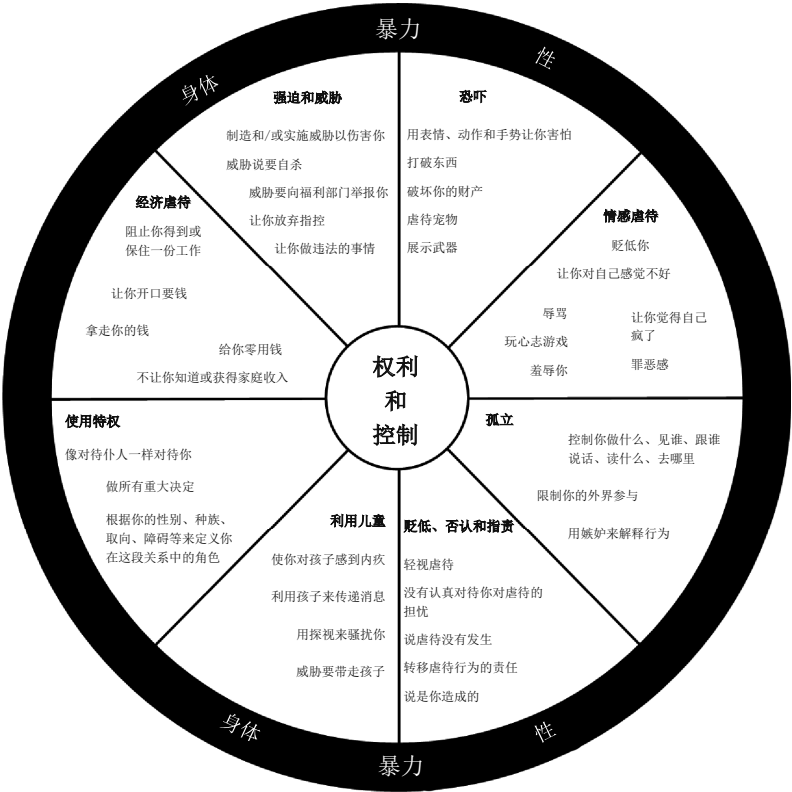 暴力
身体
性
强迫和威胁
制造和/或实施威胁以伤害你
威胁说要自杀
威胁要向福利部门举报你
让你放弃指控
让你做违法的事情
恐吓
用表情、动作和手势让你害怕
打破东西
破坏你的财产
虐待宠物
展示武器
经济虐待
阻止你得到或
保住一份工作
让你开口要钱
拿走你的钱
给你零用钱
不让你知道或获得家庭收入
情感虐待
贬低你
让你对自己感觉不好
辱骂
玩心志游戏
羞辱你
让你觉得自己
疯了
罪恶感
权利
和
控制
使用特权
像对待仆人一样对待你
做所有重大决定
根据你的性别、种族、
取向、障碍等来定义你
在这段关系中的角色
孤立
控制你做什么、见谁、跟谁
说话、读什么、去哪里
限制你的外界参与
用嫉妒来解释行为
利用儿童
使你对孩子感到内疚
利用孩子来传递消息
用探视来骚扰你
威胁要带走孩子
贬低、否认和指责
轻视虐待
没有认真对待你对虐待的
担忧
说虐待没有发生
转移虐待行为的责任
说是你造成的
身体
性
暴力